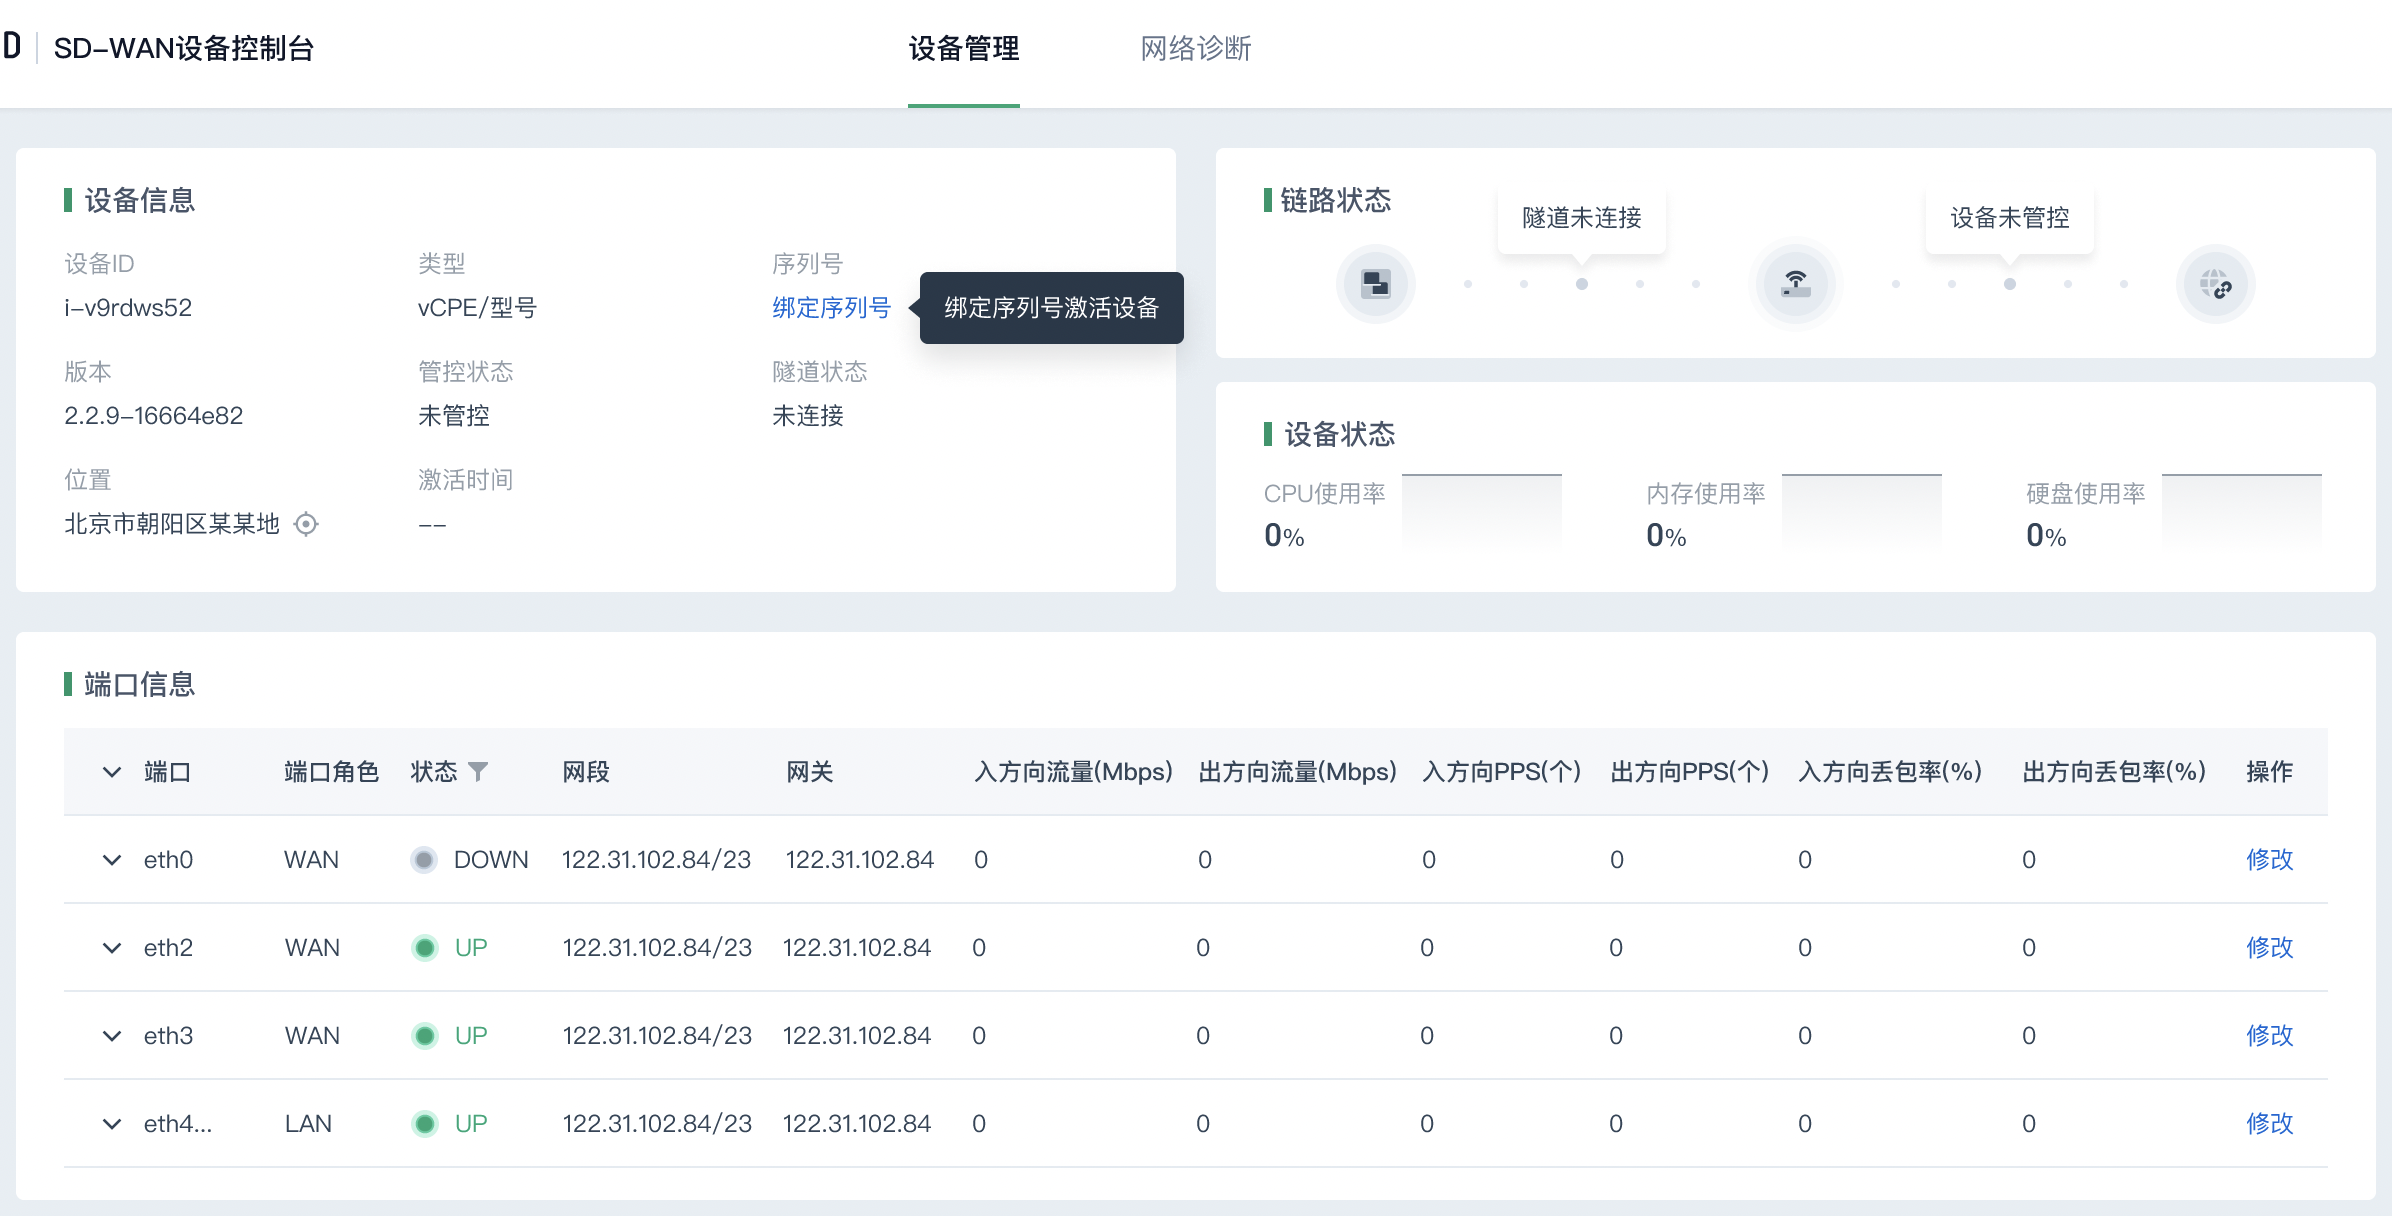 D SD-WAN设备控制台 设备管理 网络诊断
设备信息
设备ID 类型 序列号
i-v9rdws52 vCPE/型号 绑定序列号 绑定序列号激活设备
版本 管控状态 隧道状态
2.2.9-16664e82 未管控 未连接
位置 激活时间
北京市朝阳区某某地 --
链路状态 隧道未连接 设备未管控
设备状态
CPU使用率 内存使用率 硬盘使用率
0% 0% 0%
端口信息
端口 端口角色 状态 网段 网关 入方向流量(Mbps) 出方向流量(Mbps) 入方向PPS(个) 出方向PPS(个) 入方向丢包率(%) 出方向丢包率(%) 操作
eth0 WAN DOWN 122.31.102.84/23 122.31.102.84 0 0 0 0 0 0 修改
eth2 WAN UP 122.31.102.84/23 122.31.102.84 0 0 0 0 0 0 修改
eth3 WAN UP 122.31.102.84/23 122.31.102.84 0 0 0 0 0 0 修改
eth4... LAN UP 122.31.102.84/23 122.31.102.84 0 0 0 0 0 0 修改